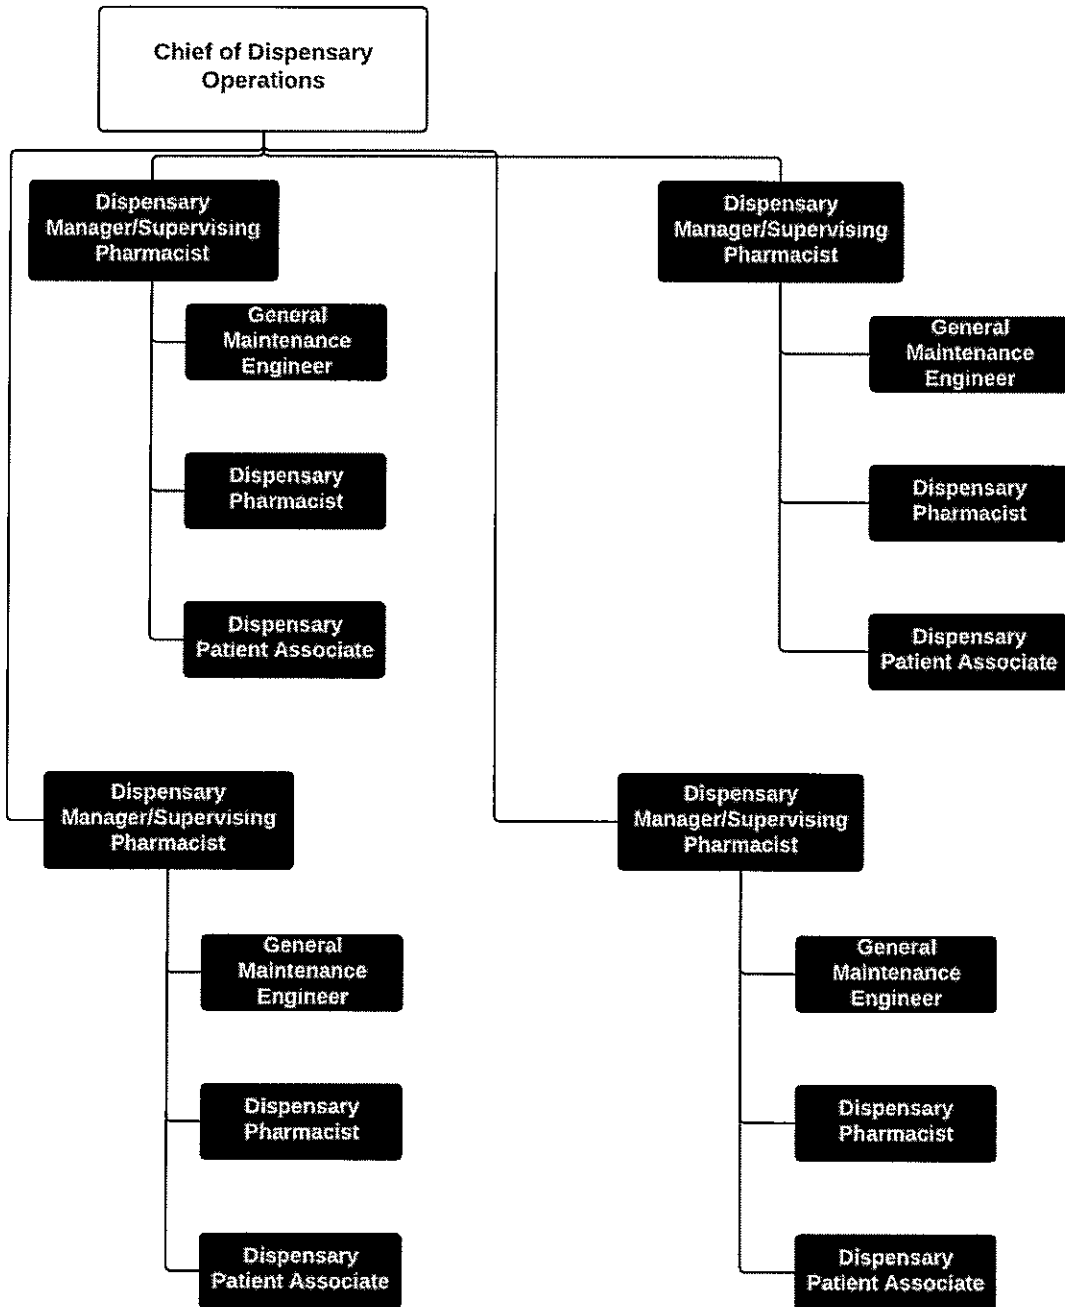 Chief of Dispensary
Operations
Dispensary
Manager/Supervising
Pharmacist
General
Maintenance
Engineer
Dispensary
Pharmacist
Dispensary
Patient Associate
Dispensary
Manager/Supervising
Pharmacist
General
Maintenance
Engineer
Dispensary
Pharmacist
Dispensary
Patient Associate
Dispensary
Manager/Supervising
Pharmacist
General
Maintenance
Engineer
Dispensary
Pharmacist
Dispensary
Patient Associate
Dispensary
Manager/Supervising
Pharmacist
General
Maintenance
Engineer
Dispensary
Pharmacist
Dispensary
Patient Associate